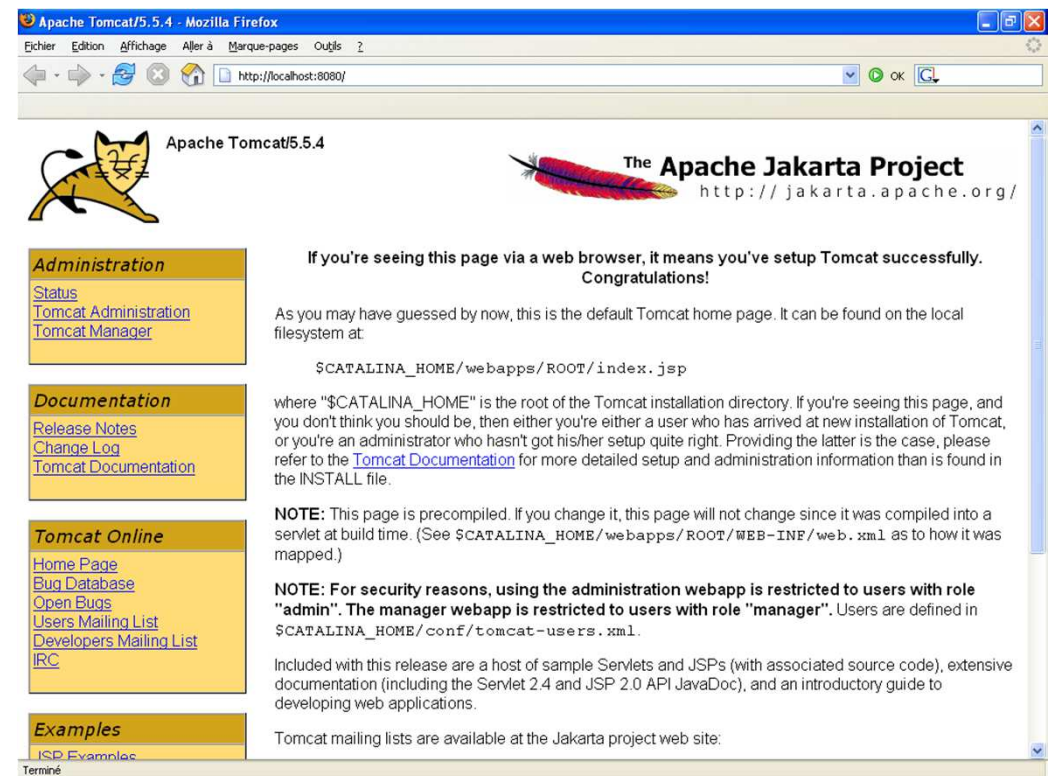 Apache Tomcat/5.5.4 - Mozilla Firefox
Fichier Edition Affichage Aller à Marque-pages Outils ?
http://localhost:8080/
OK
G
Apache Tomcat/5.5.4
The Apache Jakarta Project
http://jakarta.apache.org/
Administration
Status
Tomcat Administration
Tomcat Manager
Documentation
Release Notes
Change Log
Tomcat Documentation
Tomcat Online
Home Page
Bug Database
Open Bugs
Users Mailing List
Developers Mailing List
IRC
Examples
JSP Examples
If you're seeing this page via a web browser, it means you've setup Tomcat successfully.
Congratulations!
As you may have guessed by now, this is the default Tomcat home page. It can be found on the local
filesystem at:
$CATALINA_HOME/webapps/ROOT/index.jsp
where "$CATALINA_HOME" is the root of the Tomcat installation directory. If you're seeing this page, and
you don't think you should be, then either you're either a user who has arrived at new installation of Tomcat,
or you're an administrator who hasn't got his/her setup quite right. Providing the latter is the case, please
refer to the Tomcat Documentation for more detailed setup and administration information than is found in
the INSTALL file.
NOTE: This page is precompiled. If you change it, this page will not change since it was compiled into a
servlet at build time. (See $CATALINA_HOME/webapps/ROOT/WEB-INF/web.xml as to how it was
mapped.)
NOTE: For security reasons, using the administration webapp is restricted to users with role
"admin". The manager webapp is restricted to users with role "manager". Users are defined in
$CATALINA_HOME/conf/tomcat-users.xml.
Included with this release are a host of sample Servlets and JSPs (with associated source code), extensive
documentation (including the Servlet 2.4 and JSP 2.0 API JavaDoc), and an introductory guide to
developing web applications.
Tomcat mailing lists are available at the Jakarta project web site:
Terminé